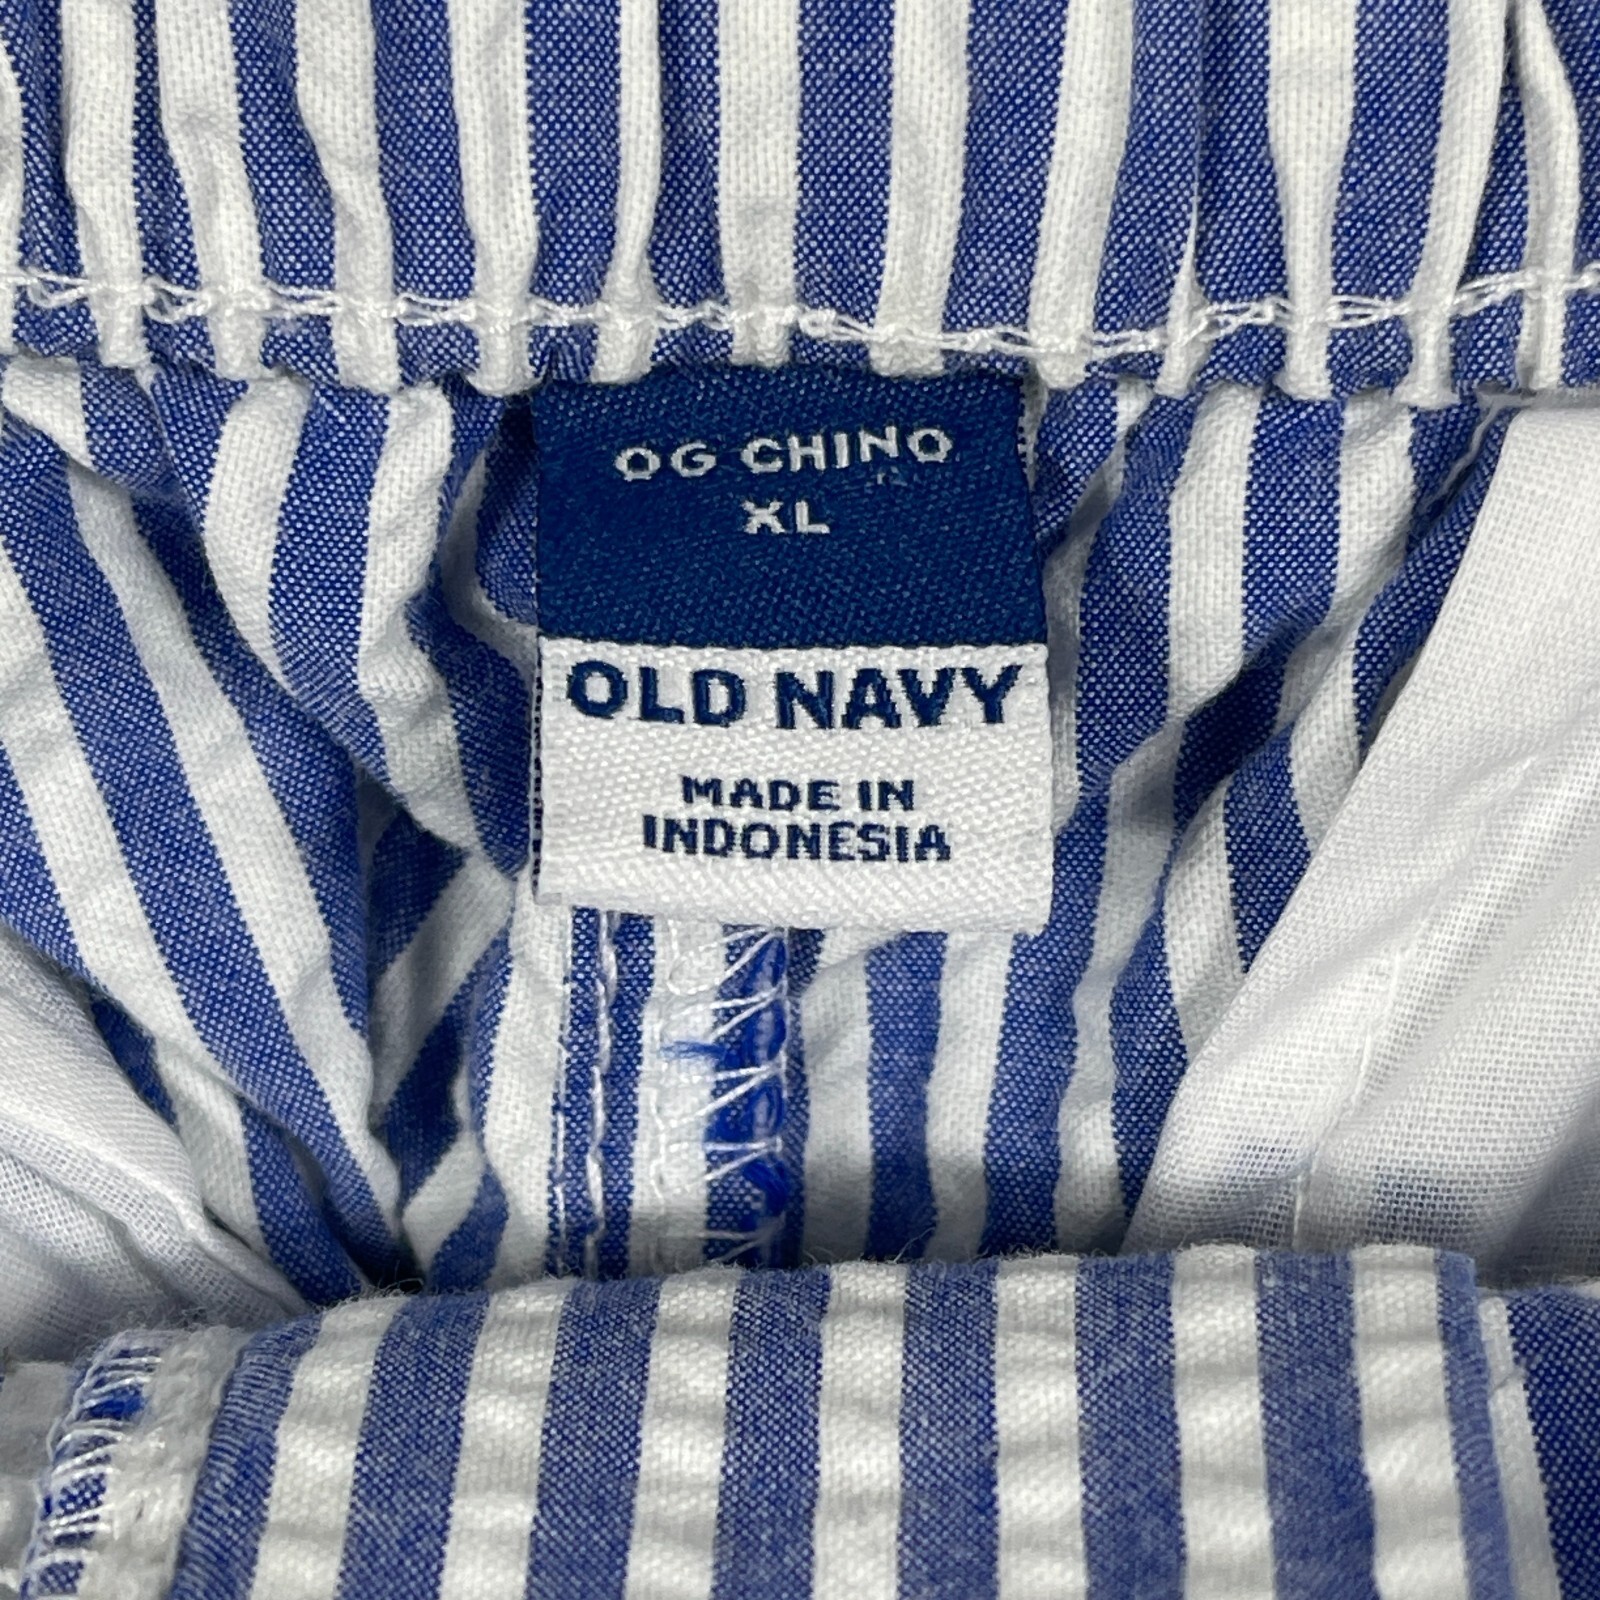 OG CHINO
XL
OLD NAVY
MADE IN
INDONESIA